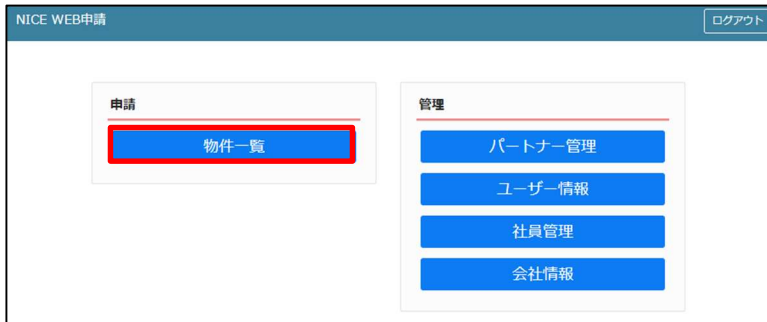 NICE WEB申請
ログアウト
申請
物件一覧
管理
パートナー管理
ユーザー情報
社員管理
会社情報